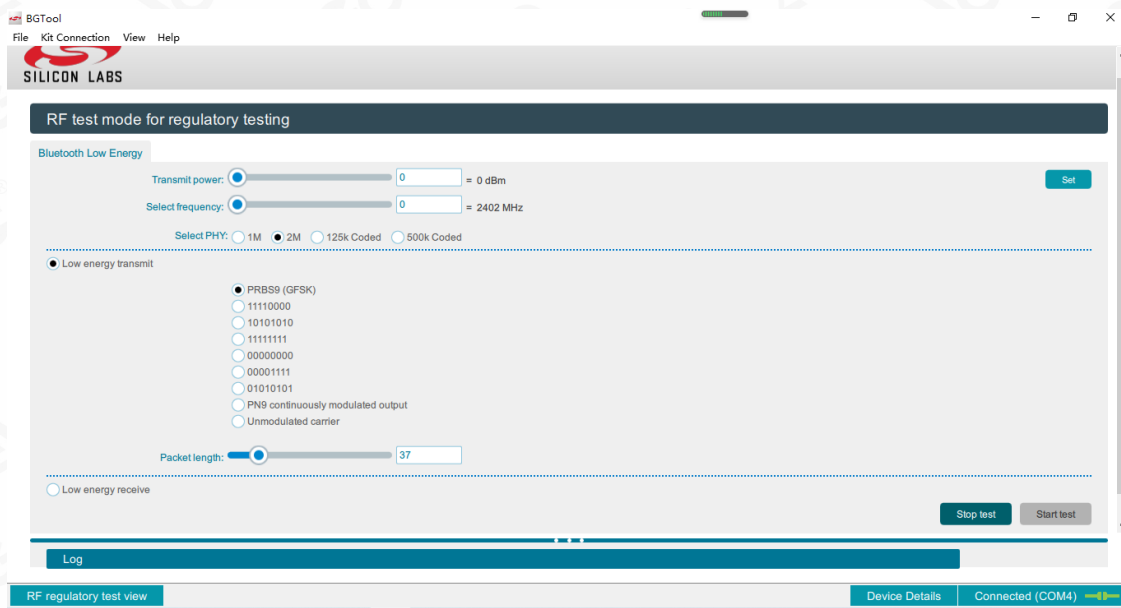 BGTool
File Kit Connection View Help
SILICON LABS
RF test mode for regulatory testing
Bluetooth Low Energy
Transmit power: 0 = 0 dBm Set
Select frequency: 0 = 2402 MHz
Select PHY: 1M 2M 125k Coded 500k Coded
Low energy transmit
PRBS9 (GFSK)
11110000
10101010
11111111
00000000
00001111
01010101
PN9 continuously modulated output
Unmodulated carrier
Packet length: 37
Low energy receive
Stop test Start test
Log
RF regulatory test view Device Details Connected (COM4)